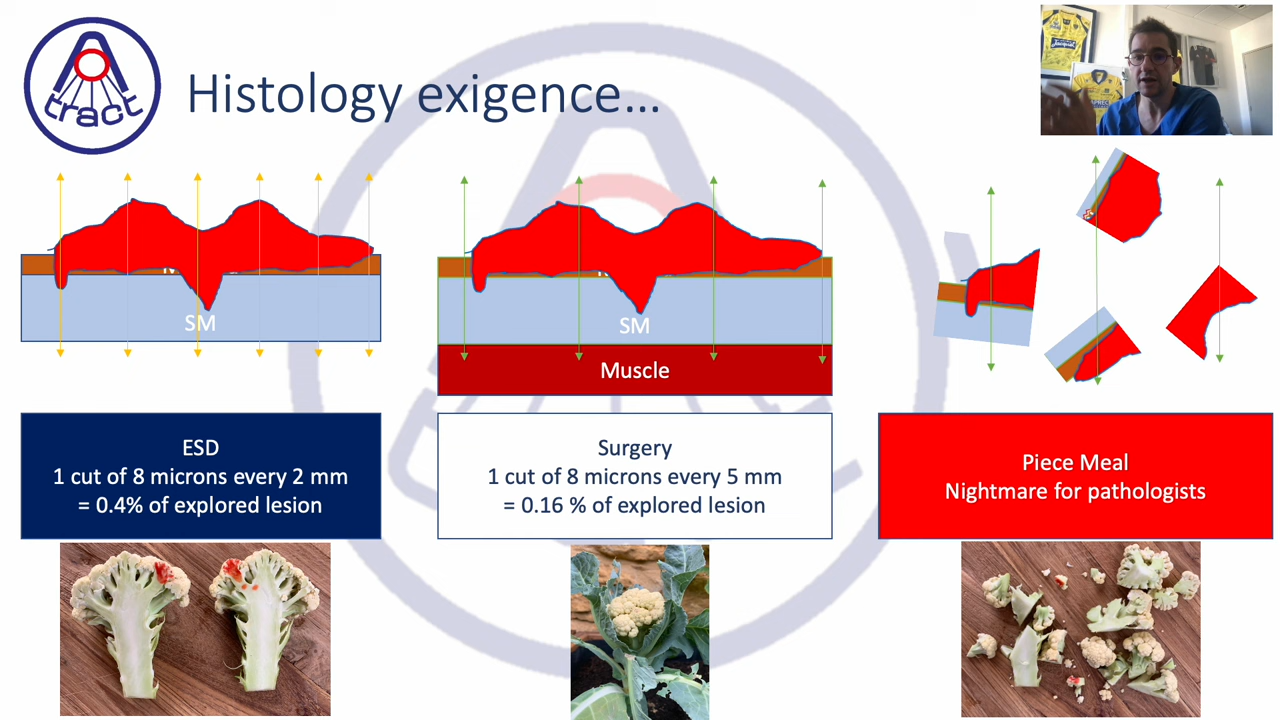 tract
Histology exigence...
SM
SM
Muscle
ESD
1 cut of 8 microns every 2 mm
= 0.4% of explored lesion
Surgery
1 cut of 8 microns every 5 mm
= 0.16 % of explored lesion
Piece Meal
Nightmare for pathologists